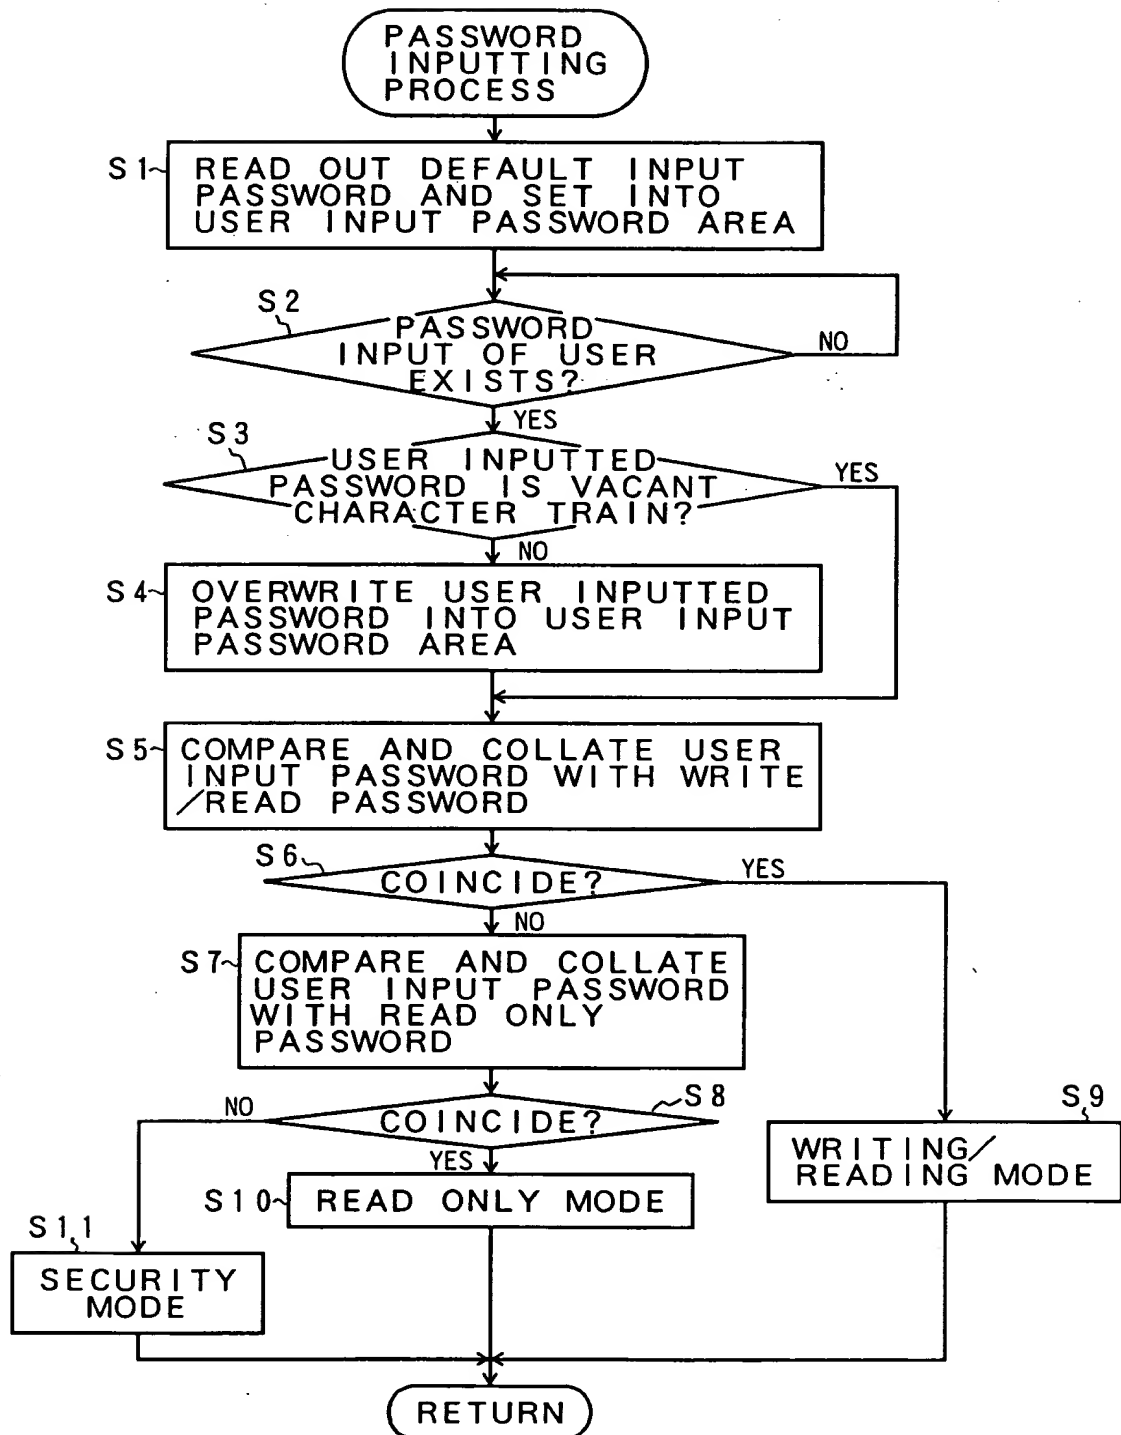 PASSWORD
INPUTTING
PROCESS
S1
READ OUT DEFAULT INPUT
PASSWORD AND SET INTO
USER INPUT PASSWORD AREA
S2
PASSWORD
INPUT OF USER
EXISTS?
NO
YES
S3
USER INPUTTED
PASSWORD IS VACANT
CHARACTER TRAIN?
YES
NO
S4
OVERWRITE USER INPUTTED
PASSWORD INTO USER INPUT
PASSWORD AREA
S5
COMPARE AND COLLATE USER
INPUT PASSWORD WITH WRITE
/READ PASSWORD
S6
COINCIDE?
YES
NO
S7
COMPARE AND COLLATE
USER INPUT PASSWORD
WITH READ ONLY
PASSWORD
S8
COINCIDE?
NO
YES
S9
WRITING/
READING MODE
S10
READ ONLY MODE
S11
SECURITY
MODE
RETURN